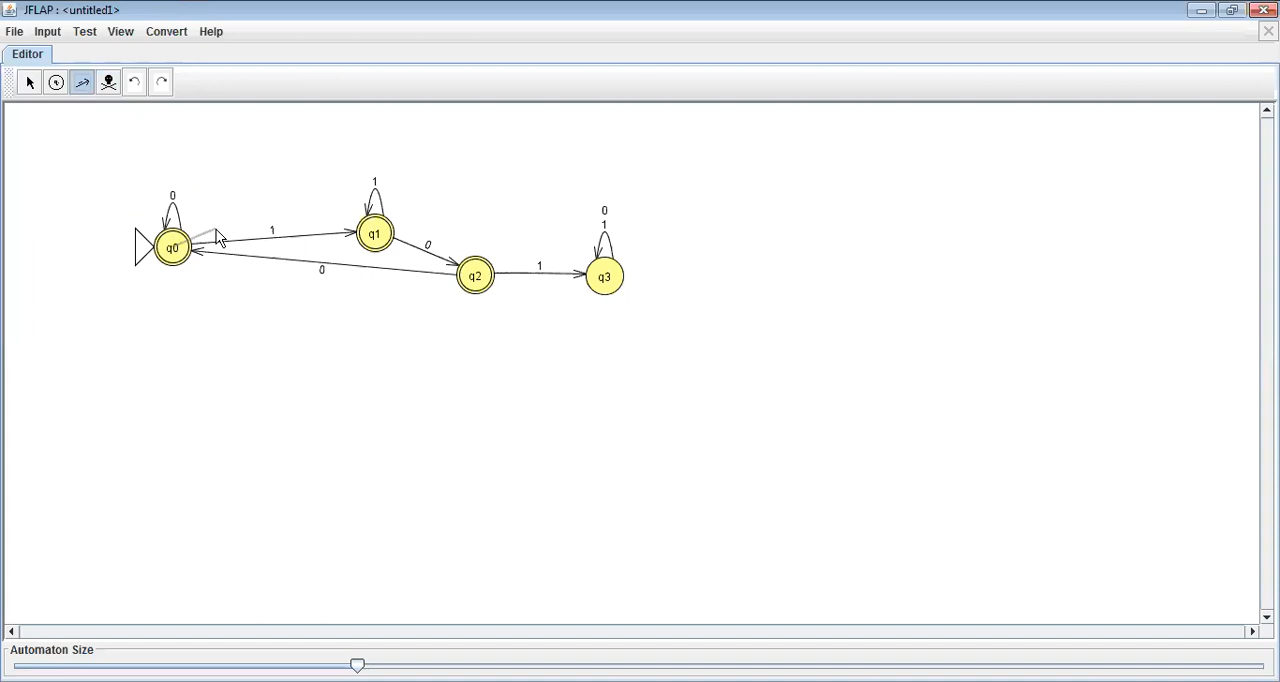 JFLAP : <untitled1>
File Input Test View Convert Help
Editor
1
0
0
0
1
1
q1
q0
0
0
q2
1
q3
Automaton Size